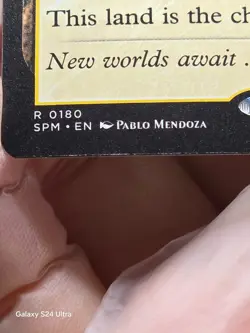 This land is the ch
New worlds await .
R 0180
SPM • EN PABLO MENDOZA
Galaxy S24 Ultra